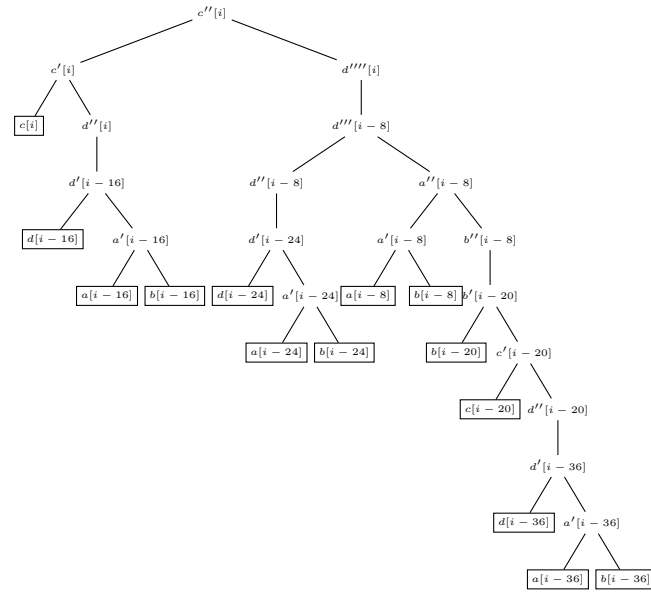 c′′[i]
c′[i] d′′′′[i]
c[i] d′′[i] d′′′[i − 8]
d′[i − 16] d′′[i − 8] a′′[i − 8]
d[i − 16] a′[i − 16] d′[i − 24] a′[i − 8] b′′[i − 8]
a[i − 16] b[i − 16] d[i − 24] a′[i − 24] a[i − 8] b[i − 8] b′[i − 20]
a[i − 24] b[i − 24] b[i − 20] c′[i − 20]
c[i − 20] d′′[i − 20]
d′[i − 36]
d[i − 36] a′[i − 36]
a[i − 36] b[i − 36]